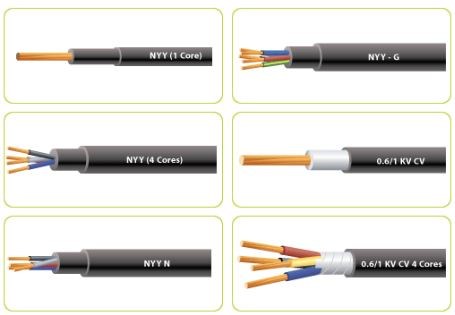 NYY (1 Core)
NYY - G
NYY (4 Cores)
0.6/1 KV CV
NYY N
0.6/1 KV CV 4 Cores